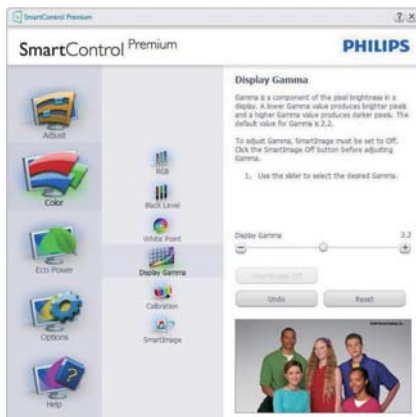 SmartControl Premium
SmartControl Premium
PHILIPS
Adjust
Color
Eco Power
Options
Help
RGB
Black Level
White Point
Display Gamma
Calibration
SmartImage
Display Gamma
Gamma is a component of the pixel brightness in a
display. A lower Gamma value produces brighter pixels
and a higher Gamma value produces darker pixels. The
default value for Gamma is 2.2.
To adjust Gamma, SmartImage must be set to Off.
Click the SmartImage Off button before adjusting
Gamma.
1. Use the slider to select the desired Gamma.
Display Gamma 2.2
SmartImage Off
Undo Reset